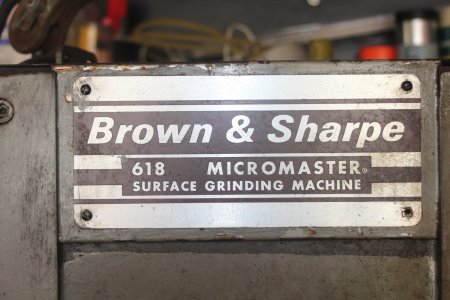 Brown & Sharpe
618 MICROMASTER®
SURFACE GRINDING MACHINE